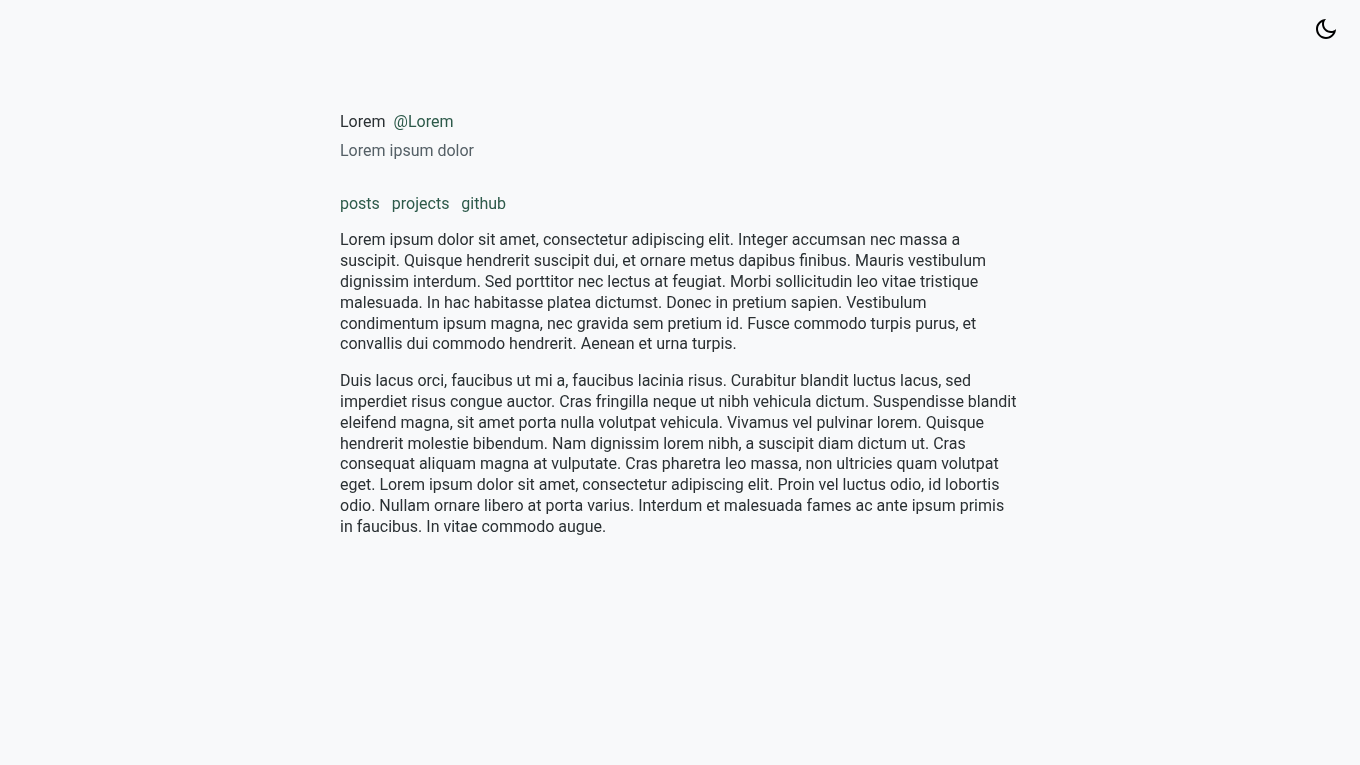 Lorem @Lorem
Lorem ipsum dolor
posts projects github
Lorem ipsum dolor sit amet, consectetur adipiscing elit. Integer accumsan nec massa a
suscipit. Quisque hendrerit suscipit dui, et ornare metus dapibus finibus. Mauris vestibulum
dignissim interdum. Sed porttitor nec lectus at feugiat. Morbi sollicitudin leo vitae tristique
malesuada. In hac habitasse platea dictumst. Donec in pretium sapien. Vestibulum
condimentum ipsum magna, nec gravida sem pretium id. Fusce commodo turpis purus, et
convallis dui commodo hendrerit. Aenean et urna turpis.
Duis lacus orci, faucibus ut mi a, faucibus lacinia risus. Curabitur blandit luctus lacus, sed
imperdiet risus congue auctor. Cras fringilla neque ut nibh vehicula dictum. Suspendisse blandit
eleifend magna, sit amet porta nulla volutpat vehicula. Vivamus vel pulvinar lorem. Quisque
hendrerit molestie bibendum. Nam dignissim lorem nibh, a suscipit diam dictum ut. Cras
consequat aliquam magna at vulputate. Cras pharetra leo massa, non ultricies quam volutpat
eget. Lorem ipsum dolor sit amet, consectetur adipiscing elit. Proin vel luctus odio, id lobortis
odio. Nullam ornare libero at porta varius. Interdum et malesuada fames ac ante ipsum primis
in faucibus. In vitae commodo augue.